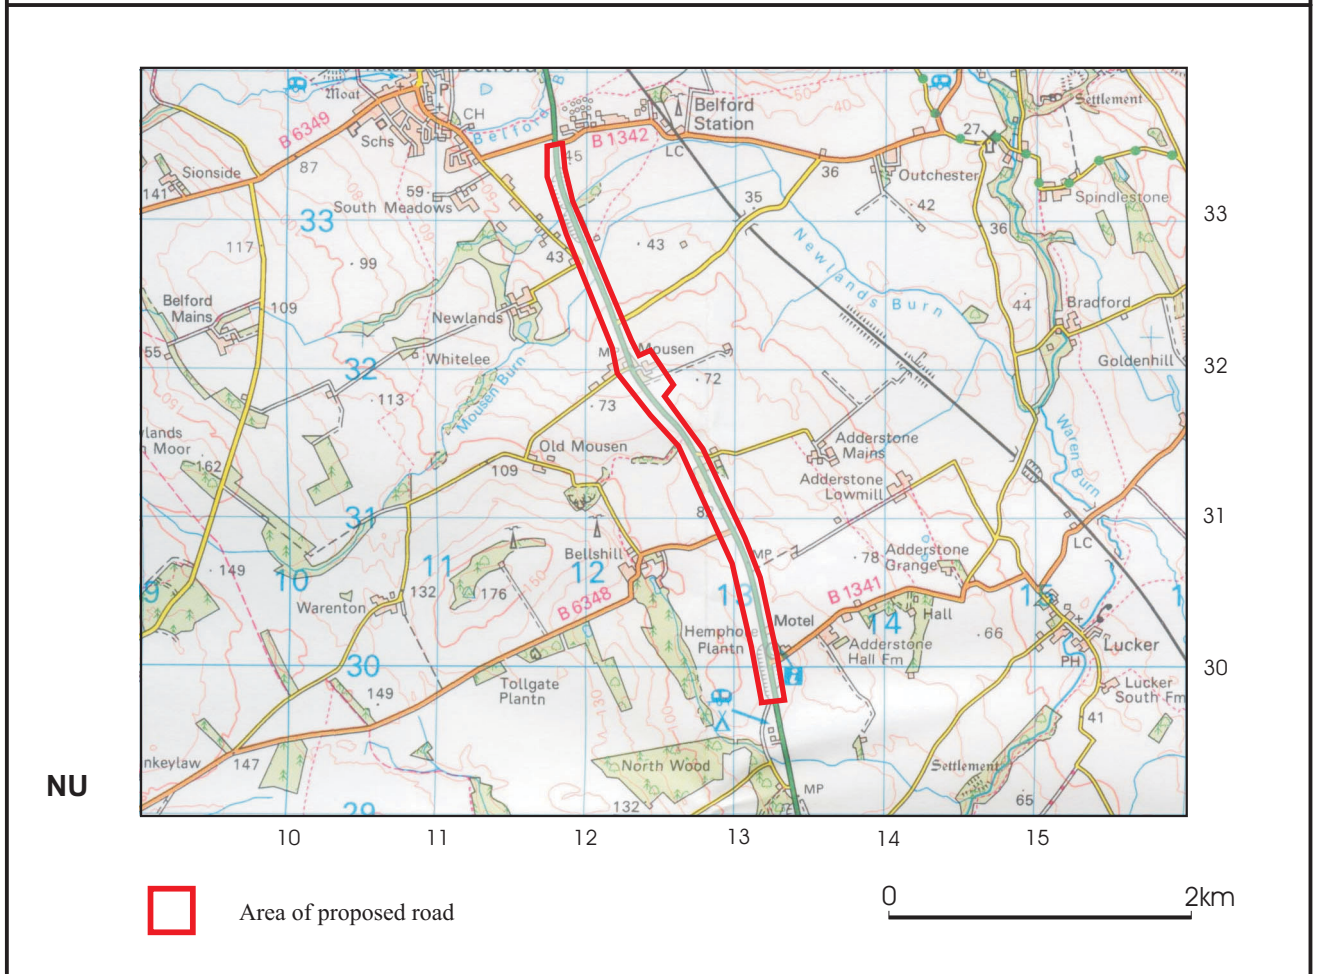 Moat
P
CH
Belford
Station
Settlement
27
B 6349
Schs
Belford
B
45
B 1342
LC
Outchester
36
Spindlestone
87
Sionside
141
59
South Meadows
35
42
33
33
36
117
99
43
43
Newlands Burn
Belford
Mains
109
Newlands
44
Bradford
55
Whitelee
Mousen
32
Goldenhill
32
72
113
Mousen Burn
73
Moor
Old Mousen
Adderstone
Mains
Waren Burn
162
109
Adderstone
Lowmill
31
31
Bellshill
MP
78
Adderstone
Grange
LC
149
10
11
12
13
B 1341
9
Warenton
132
176
B 6348
150
Motel
14
Hall
15
66
Plantn
Adderstone
Hall Fm
Lucker
30
PH
30
149
Tollgate
Plantn
Lucker
South Fm
41
nkeylaw
147
North Wood
Settlement
MP
65
132
29
NU
10
11
12
13
14
15
Area of proposed road
0
2km